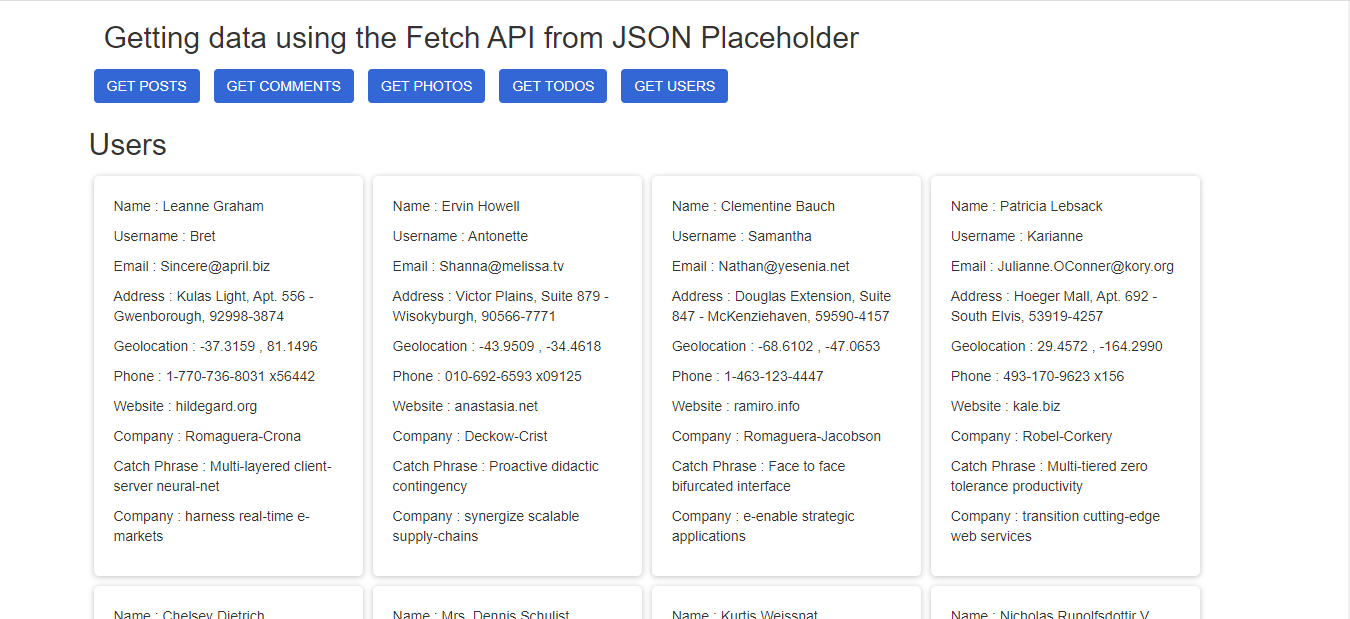 Getting data using the Fetch API from JSON Placeholder
GET POSTS
GET COMMENTS
GET PHOTOS
GET TODOS
GET USERS
Users
Name : Leanne Graham
Username : Bret
Email : Sincere@april.biz
Address : Kulas Light, Apt. 556 -
Gwenborough, 92998-3874
Geolocation : -37.3159 , 81.1496
Phone : 1-770-736-8031 x56442
Website : hildegard.org
Company : Romaguera-Crona
Catch Phrase : Multi-layered client-
server neural-net
Company : harness real-time e-
markets
Name : Ervin Howell
Username : Antonette
Email : Shanna@melissa.tv
Address : Victor Plains, Suite 879 -
Wisokyburgh, 90566-7771
Geolocation : -43.9509 , -34.4618
Phone : 010-692-6593 x09125
Website : anastasia.net
Company : Deckow-Crist
Catch Phrase : Proactive didactic
contingency
Company : synergize scalable
supply-chains
Name : Clementine Bauch
Username : Samantha
Email : Nathan@yesenia.net
Address : Douglas Extension, Suite
847 - McKenziehaven, 59590-4157
Geolocation : -68.6102 , -47.0653
Phone : 1-463-123-4447
Website : ramiro.info
Company : Romaguera-Jacobson
Catch Phrase : Face to face
bifurcated interface
Company : e-enable strategic
applications
Name : Patricia Lebsack
Username : Karianne
Email : Julianne.OConner@kory.org
Address : Hoeger Mall, Apt. 692 -
South Elvis, 53919-4257
Geolocation : 29.4572 , -164.2990
Phone : 493-170-9623 x156
Website : kale.biz
Company : Robel-Corkery
Catch Phrase : Multi-tiered zero
tolerance productivity
Company : transition cutting-edge
web services
Name : Chelsey Dietrich
Name : Mrs. Dennis Schulist
Name : Kurtis Weissnat
Name : Nicholas Runolfsdottir V